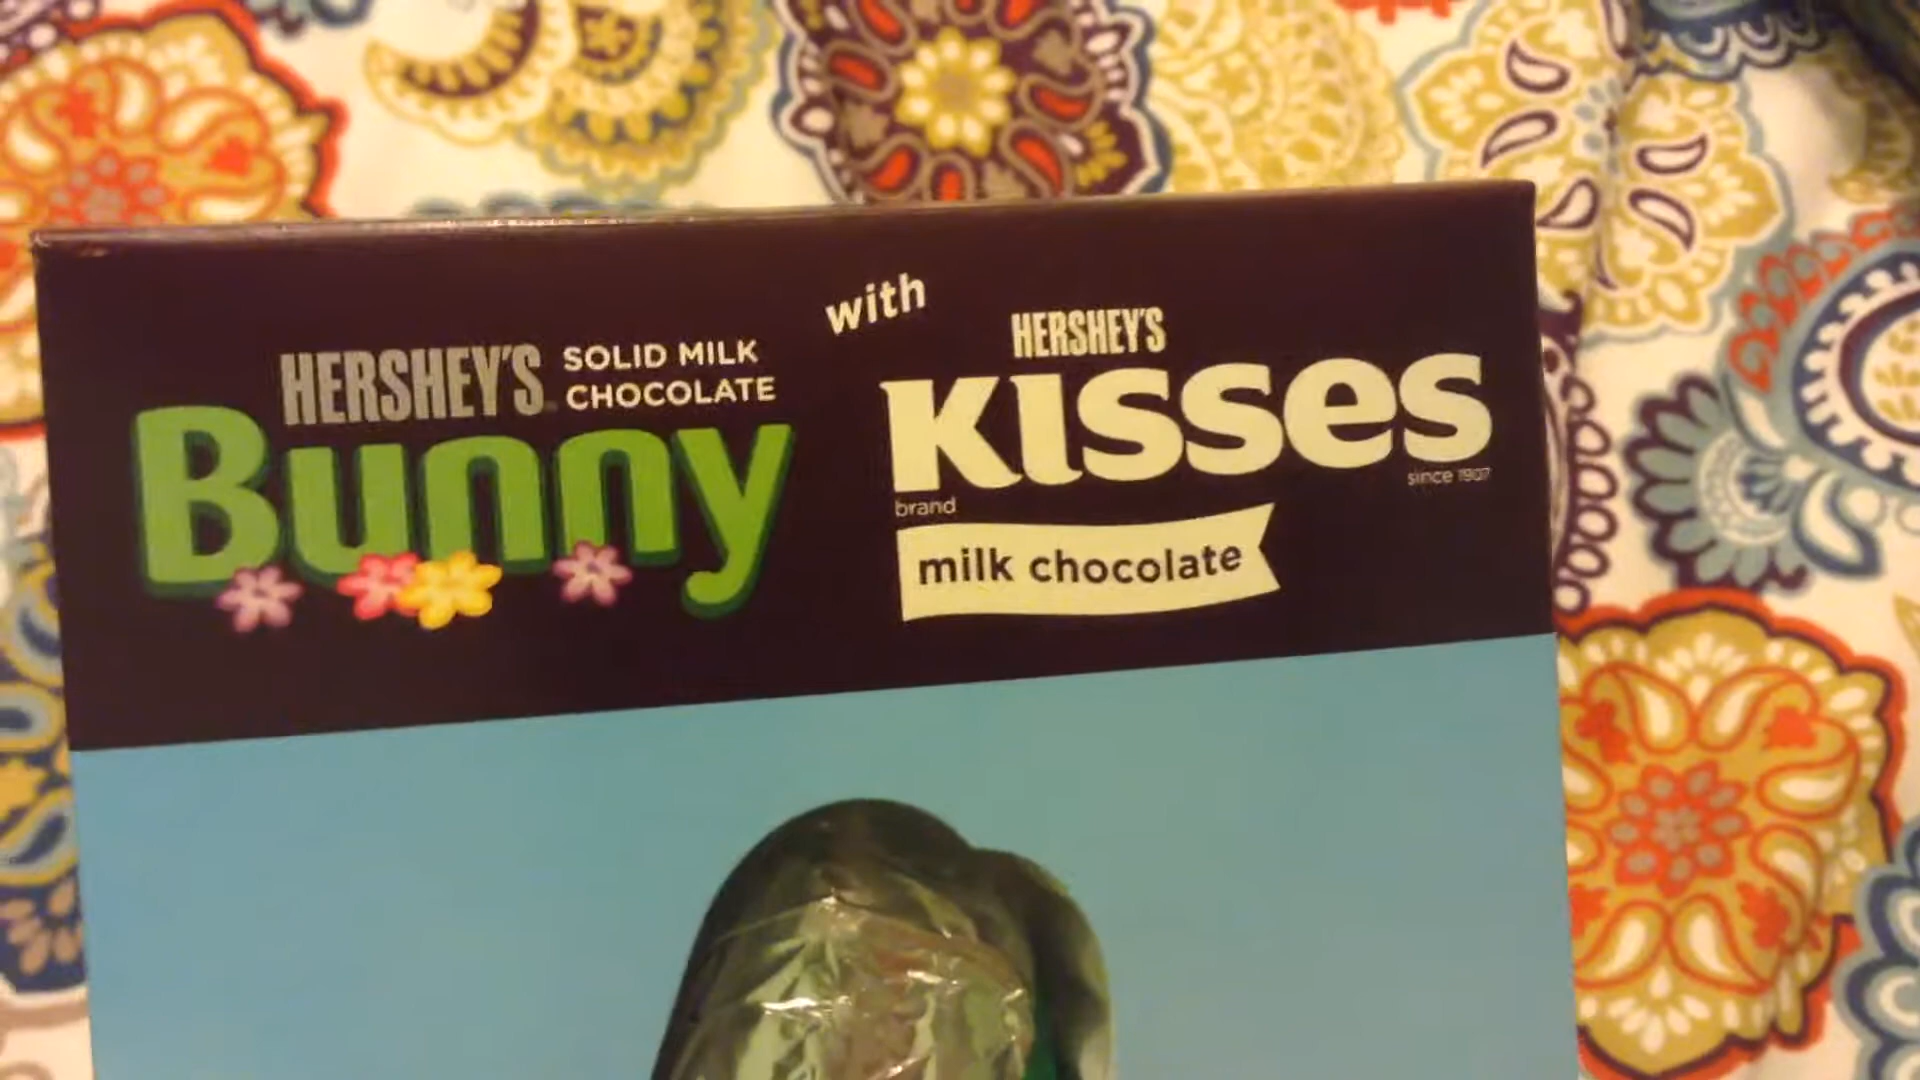 with
HERSHEY'S SOLID MILK
CHOCOLATE
Bunny
HERSHEY'S
KISSES
brand
since 1907
milk chocolate